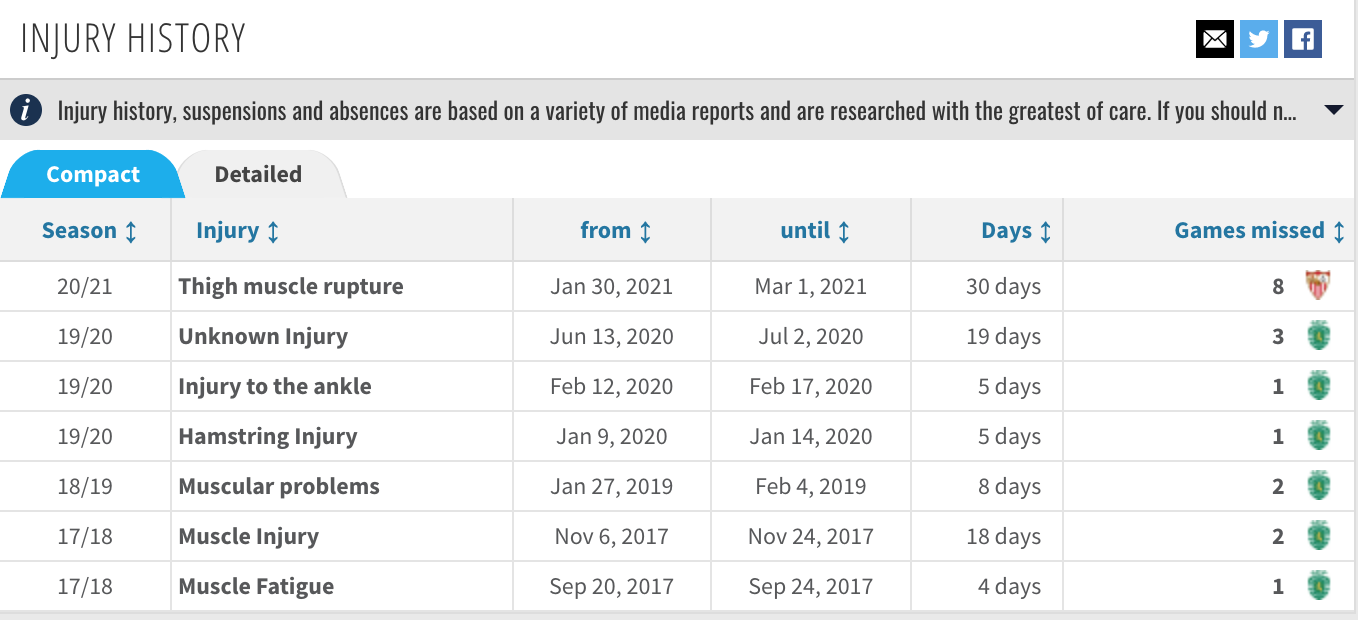 INJURY HISTORY
Injury history, suspensions and absences are based on a variety of media reports and are researched with the greatest of care. If you should n...
Compact Detailed
Season Injury from until Days Games missed
20/21 Thigh muscle rupture Jan 30, 2021 Mar 1, 2021 30 days 8
19/20 Unknown Injury Jun 13, 2020 Jul 2, 2020 19 days 3
19/20 Injury to the ankle Feb 12, 2020 Feb 17, 2020 5 days 1
19/20 Hamstring Injury Jan 9, 2020 Jan 14, 2020 5 days 1
18/19 Muscular problems Jan 27, 2019 Feb 4, 2019 8 days 2
17/18 Muscle Injury Nov 6, 2017 Nov 24, 2017 18 days 2
17/18 Muscle Fatigue Sep 20, 2017 Sep 24, 2017 4 days 1